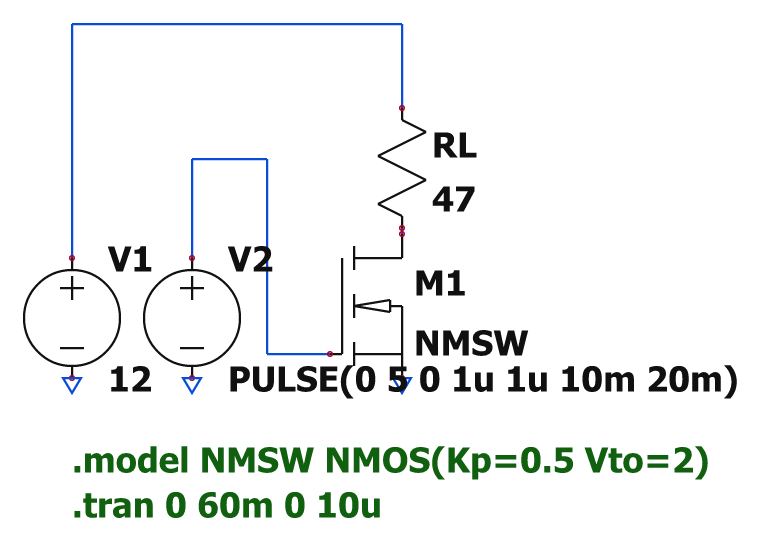 RL
47
V1
V2
M1
NMSW
12
PULSE(0 5 0 1u 1u 10m 20m)
.model NMSW NMOS(Kp=0.5 Vto=2)
.tran 0 60m 0 10u